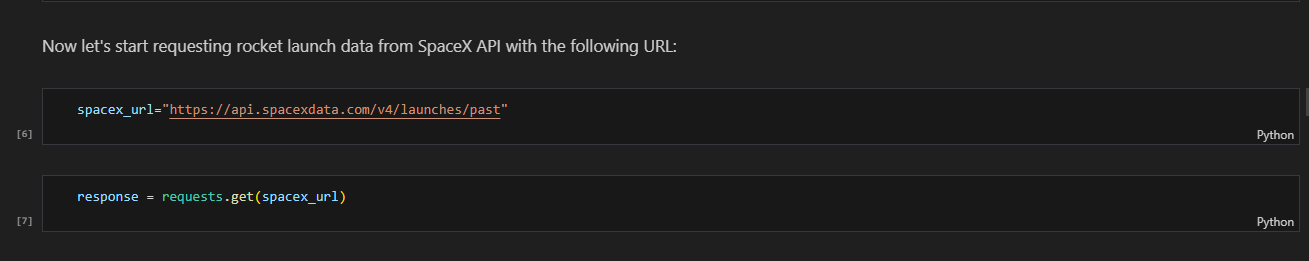 Now let's start requesting rocket launch data from SpaceX API with the following URL:
spacex_url="https://api.spacexdata.com/v4/launches/past"
[6]
Python
response = requests.get(spacex_url)
[7]
Python